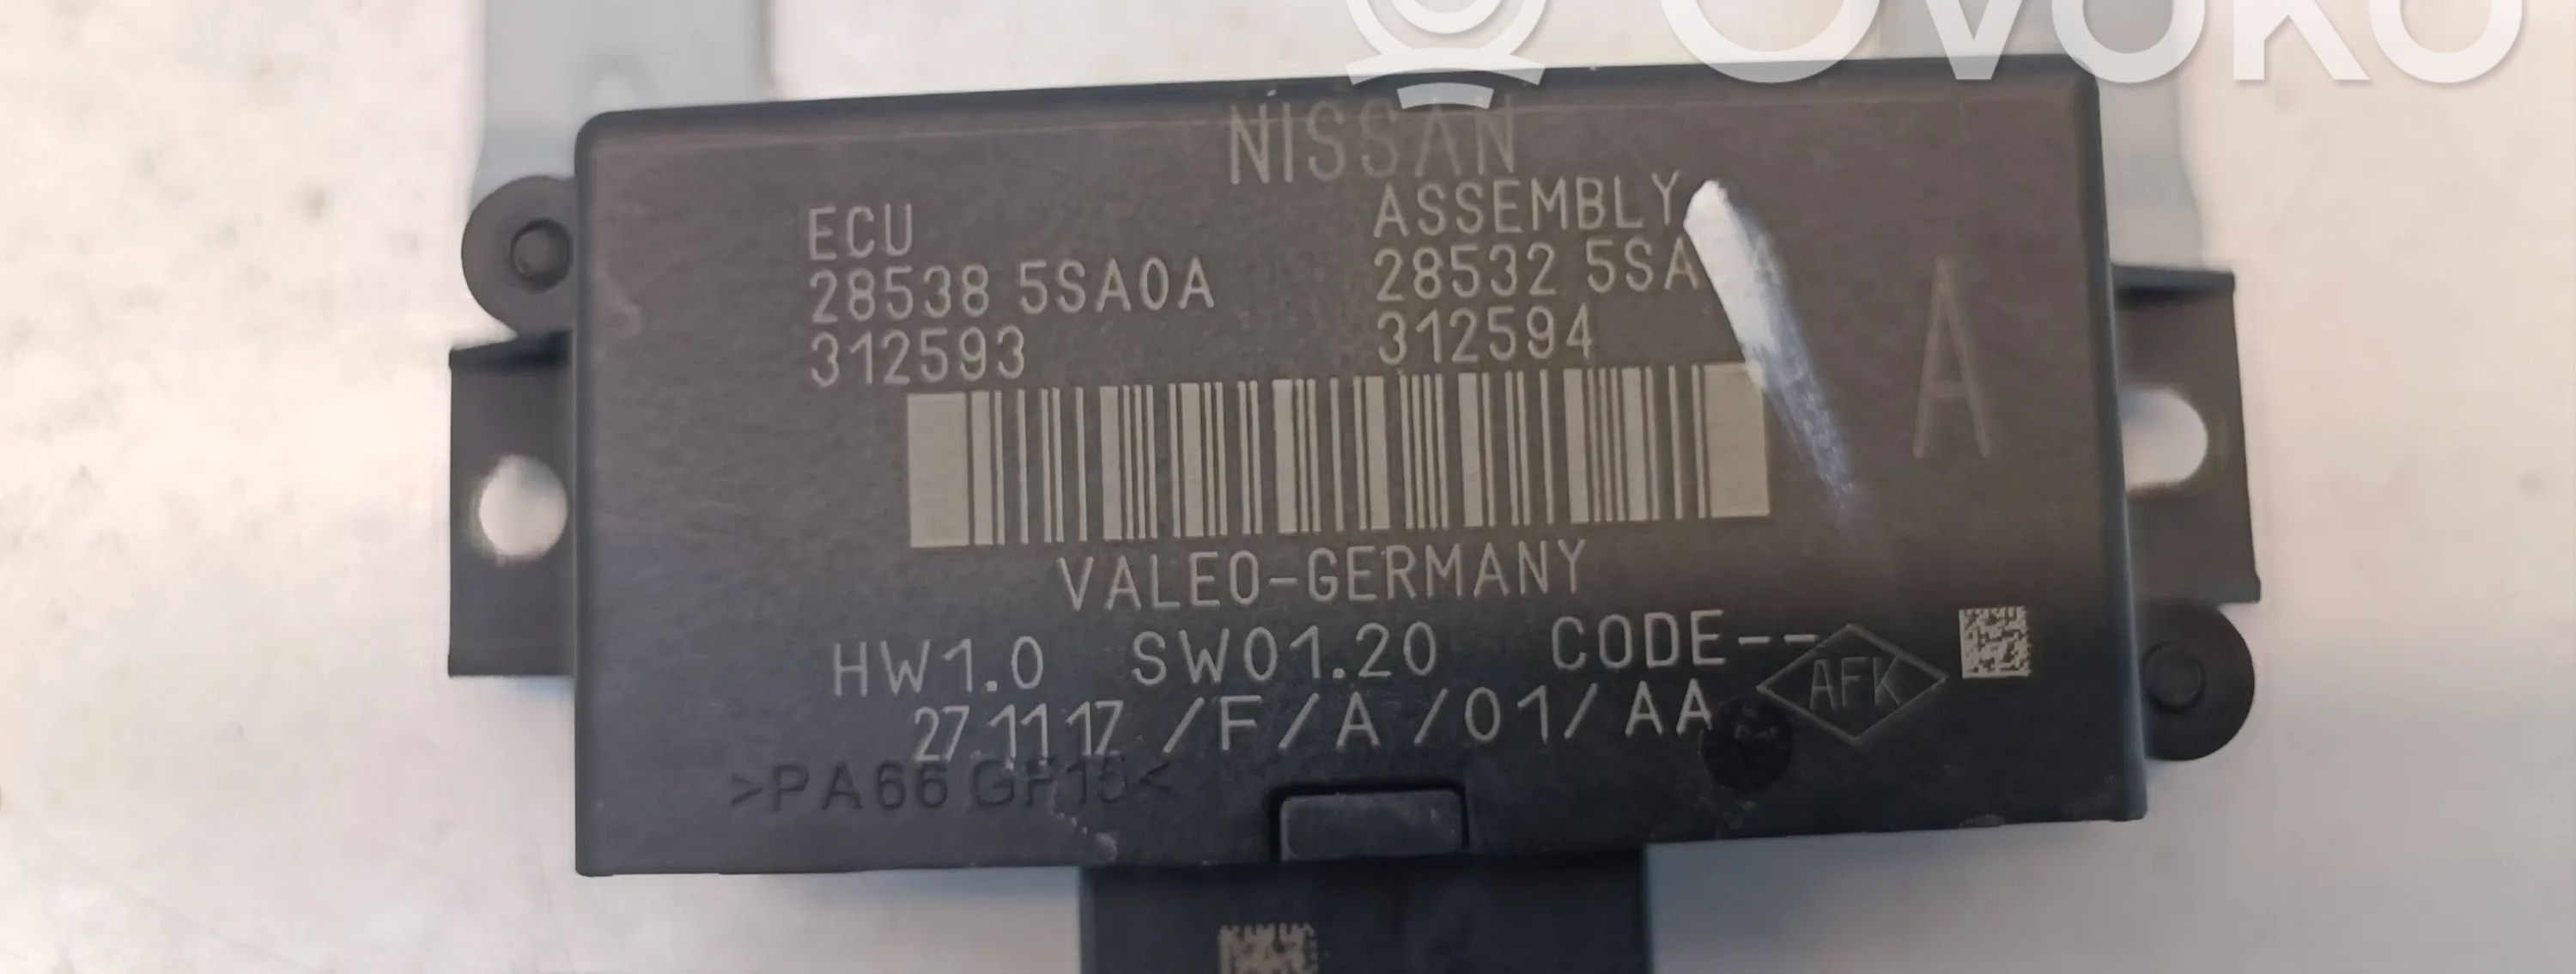 OVOKO
NISSAN
ECU
ASSEMBLY
28538 5SA0A
28532 5SA
312593
312594
A
VALEO-GERMANY
HW1.0 SW01.20 CODE--
AFK
27.11.17 /F/A/01/AA
>PA66 GF15<